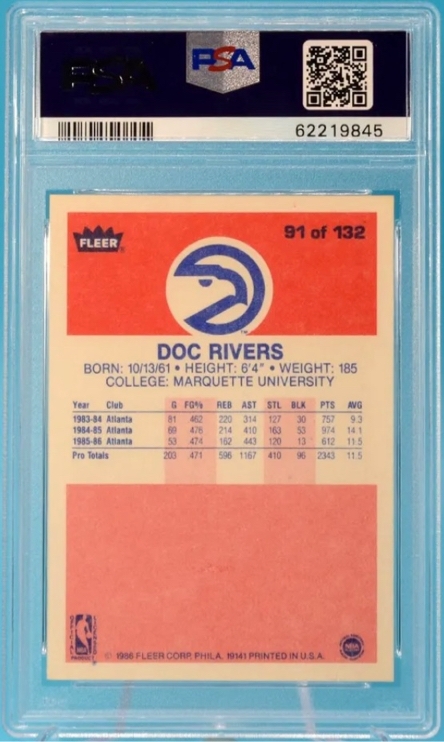 PSA
PSA
62219845
FLEER
91 of 132
DOC RIVERS
BORN: 10/13/61 • HEIGHT: 6'4" • WEIGHT: 185
COLLEGE: MARQUETTE UNIVERSITY
Year Club G FG% REB AST STL BLK PTS AVG
1983-84 Atlanta 81 .462 220 314 127 30 757 9.3
1984-85 Atlanta 69 .476 214 410 163 53 974 14.1
1985-86 Atlanta 53 .474 162 443 120 13 612 11.5
Pro Totals 203 .471 596 1167 410 96 2343 11.5
© 1986 FLEER CORP. PHILA. 19141 PRINTED IN U.S.A.